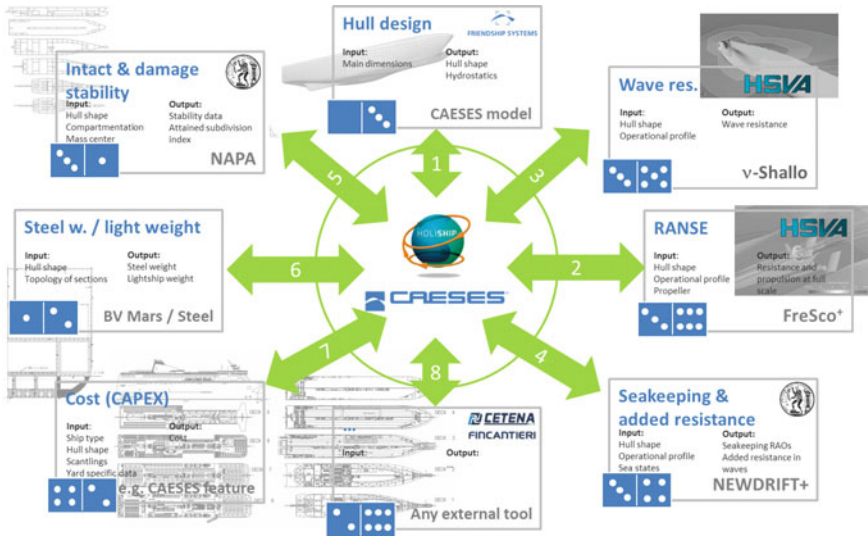 Hull design
FRIENDSHIP SYSTEMS
Input:
Main dimensions
Output:
Hull shape
Hydrostatics
CAESES model
Intact & damage
stability
Input:
Hull shape
Compartmentation
Mass center
Output:
Stability data
Attained subdivision
index
NAPA
Wave res.
HSVA
Input:
Hull shape
Operational profile
Output:
Wave resistance
ν-Shallo
1
5
3
Steel w. / light weight
Input:
Hull shape
Topology of sections
Output:
Steel weight
Lightship weight
BV Mars / Steel
6
HOLISHIP
CAESES
2
RANSE
HSVA
Input:
Hull shape
Operational profile
Propeller
Output:
Resistance and
propulsion at full
scale
FreSco⁺
7
8
4
Cost (CAPEX)
Input:
Ship type
Hull shape
Scantlings
Yard specific data
Output:
Cost
e.g. CAESES feature
...
CETENA
FINCANTIERI
Input:
Output:
Any external tool
Seakeeping &
added resistance
Input:
Hull shape
Operational profile
Sea states
Output:
Seakeeping RAOs
Added resistance in
waves
NEWDRIFT+